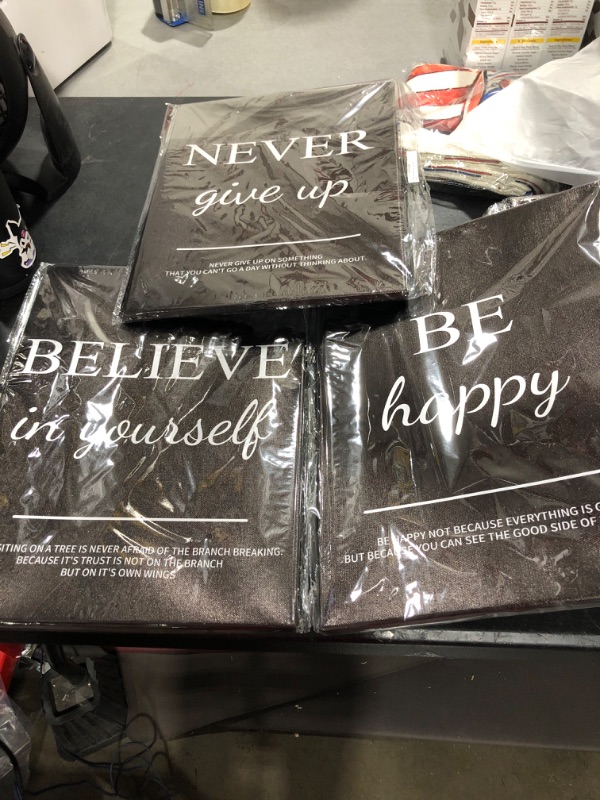 NEVER
give up
NEVER GIVE UP ON SOMETHING
THAT YOU CAN'T GO A DAY WITHOUT THINKING ABOUT
BELIEVE
in yourself
SITING ON A TREE IS NEVER AFRAID OF THE BRANCH BREAKING.
BECAUSE IT'S TRUST IS NOT ON THE BRANCH
BUT ON IT'S OWN WINGS
BE
happy
BE HAPPY NOT BECAUSE EVERYTHING IS
BUT BECAUSE YOU CAN SEE THE GOOD SIDE OF